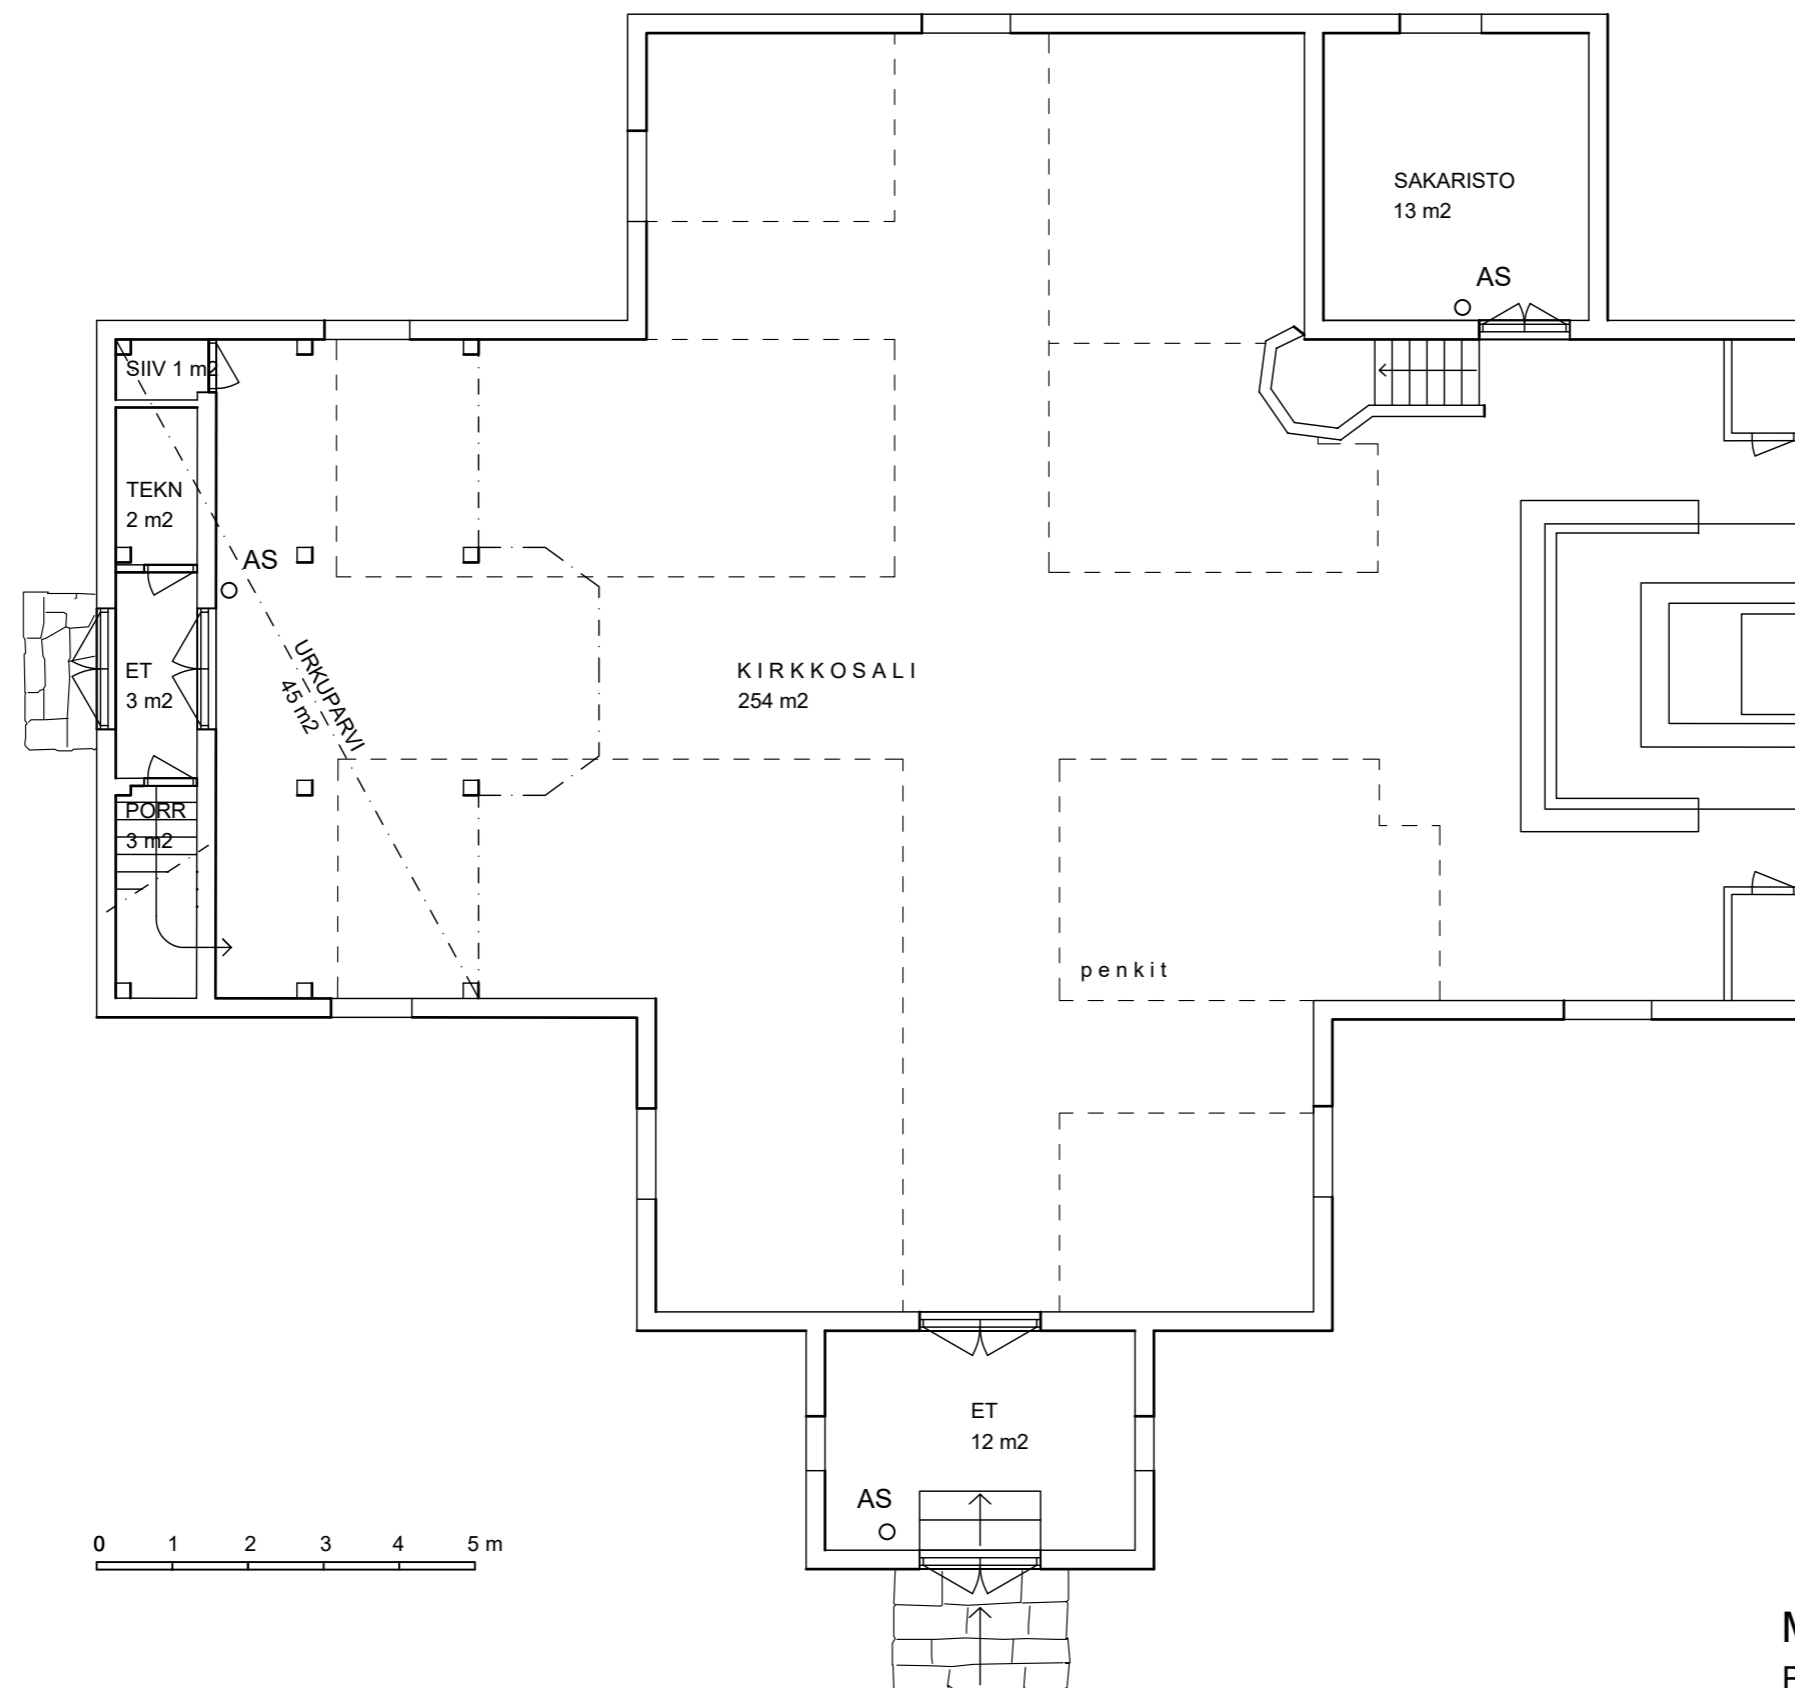 SAKARISTO
13 m2
AS
SIIV 1 m2
TEKN
2 m2
AS
ET
3 m2
URKUPARVI
45 m2
KIRKKOSALI
254 m2
PORR
3 m2
penkit
ET
12 m2
AS
0 1 2 3 4 5 m